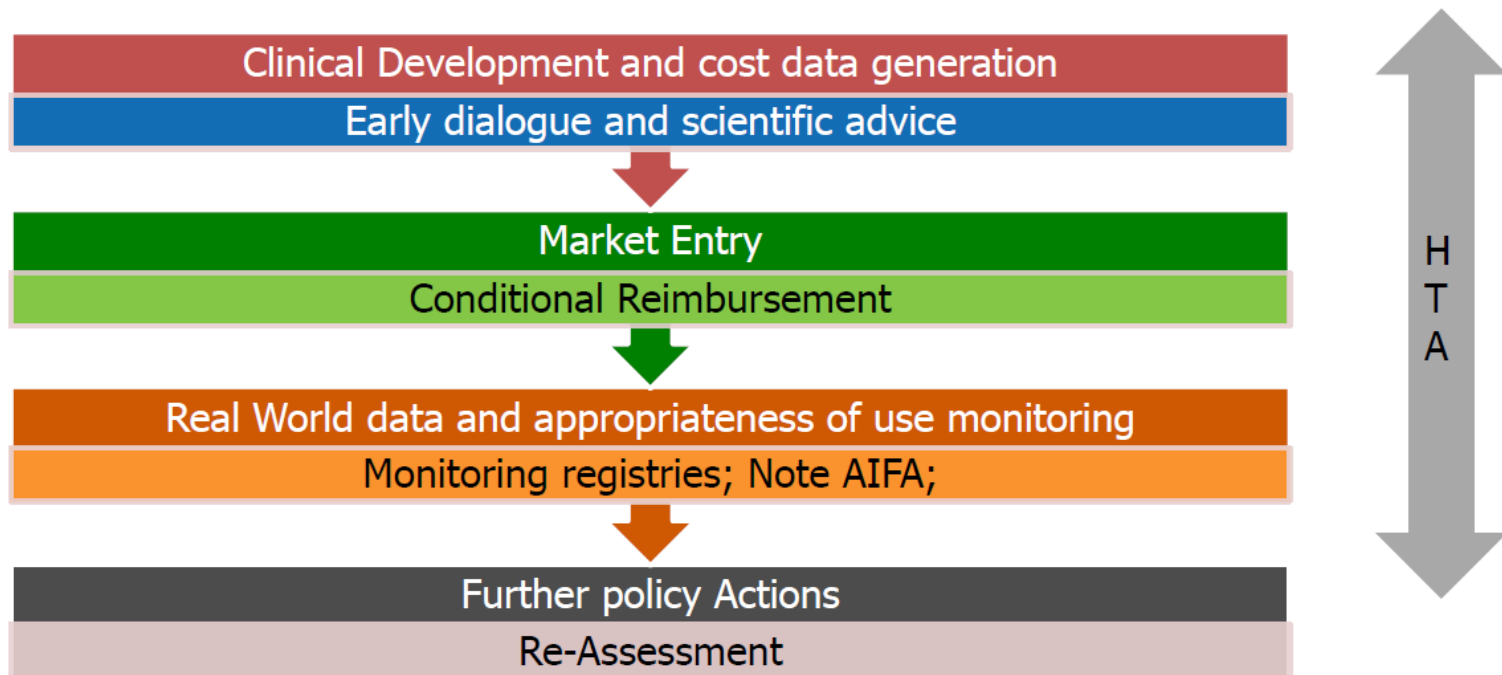 Clinical Development and cost data generation
Early dialogue and scientific advice
Market Entry
Conditional Reimbursement
Real World data and appropriateness of use monitoring
Monitoring registries; Note AIFA;
Further policy Actions
Re-Assessment
H
T
A